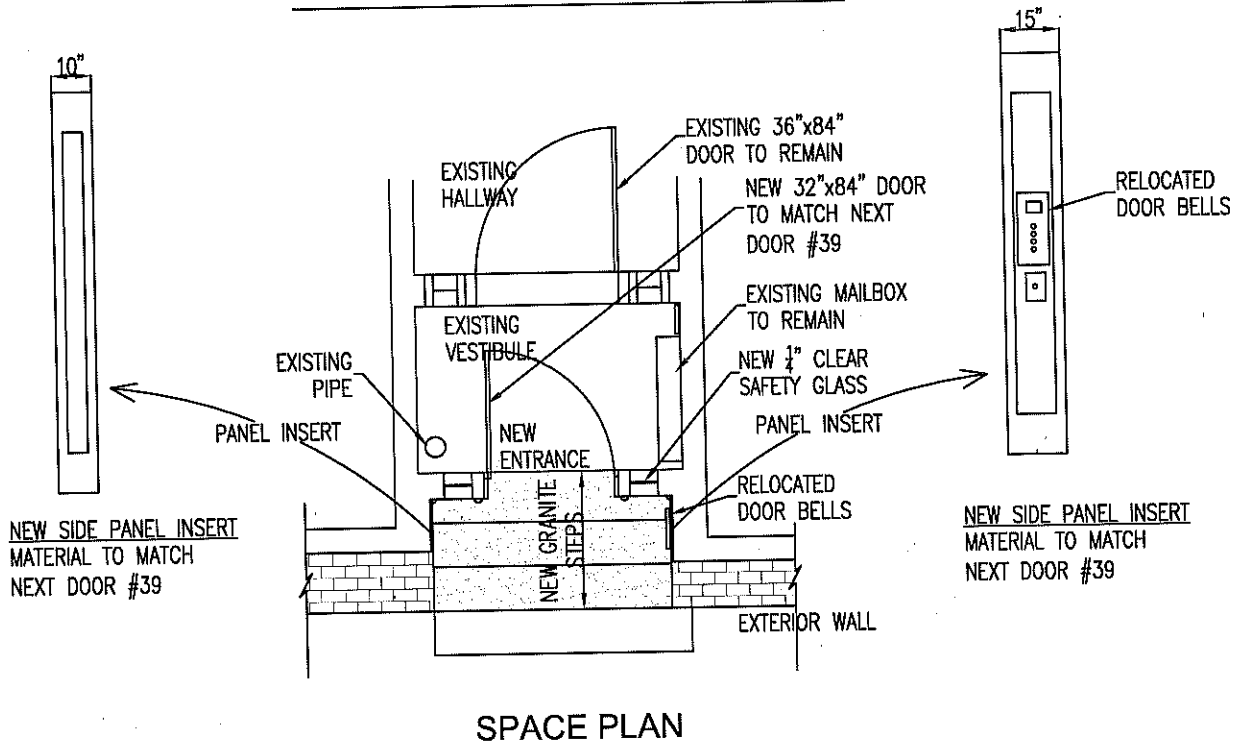 10"
15"
EXISTING
HALLWAY
EXISTING 36"x84"
DOOR TO REMAIN
NEW 32"x84" DOOR
TO MATCH NEXT
DOOR #39
RELOCATED
DOOR BELLS
EXISTING
VESTIBULE
EXISTING MAILBOX
TO REMAIN
EXISTING
PIPE
NEW 1/4" CLEAR
SAFETY GLASS
PANEL INSERT
NEW
ENTRANCE
PANEL INSERT
RELOCATED
DOOR BELLS
NEW GRANITE
STEPS
NEW SIDE PANEL INSERT
MATERIAL TO MATCH
NEXT DOOR #39
NEW SIDE PANEL INSERT
MATERIAL TO MATCH
NEXT DOOR #39
EXTERIOR WALL
SPACE PLAN